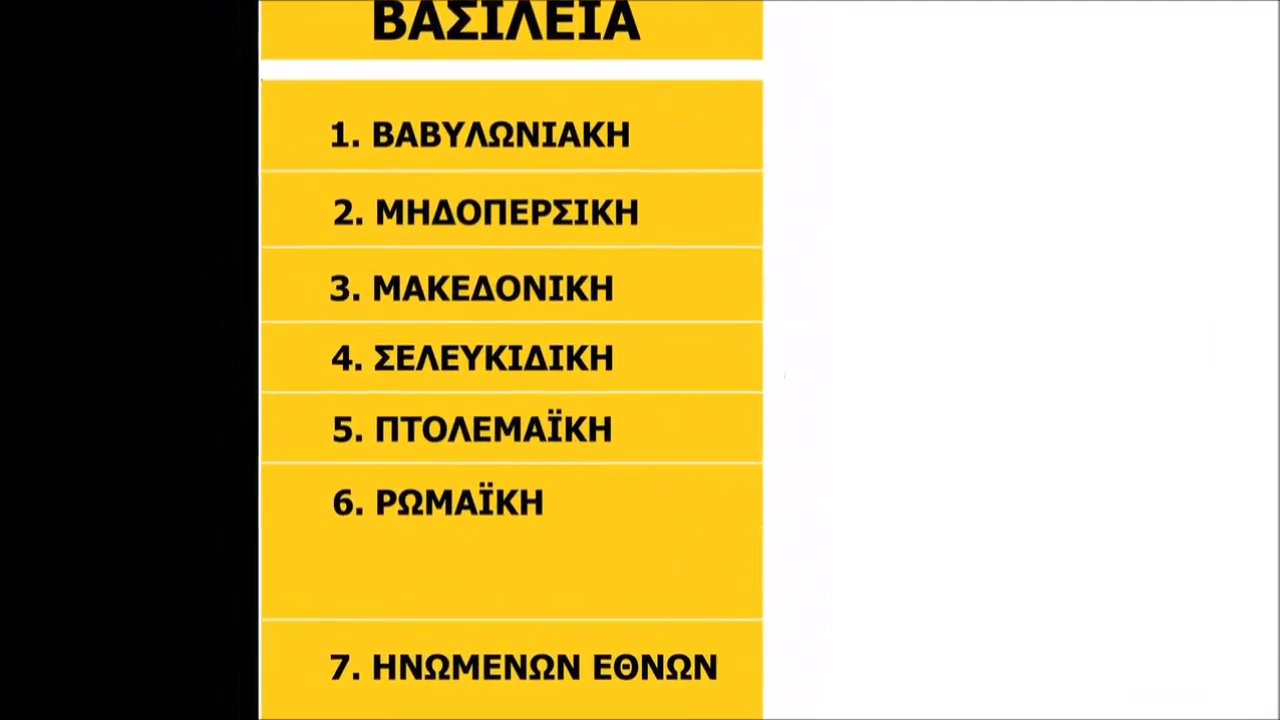 ΒΑΣΙΛΕΙΑ
1. ΒΑΒΥΛΩΝΙΑΚΗ
2. ΜΗΔΟΠΕΡΣΙΚΗ
3. ΜΑΚΕΔΟΝΙΚΗ
4. ΣΕΛΕΥΚΙΔΙΚΗ
5. ΠΤΟΛΕΜΑΪΚΗ
6. ΡΩΜΑΪΚΗ
7. ΗΝΩΜΕΝΩΝ ΕΘΝΩΝ